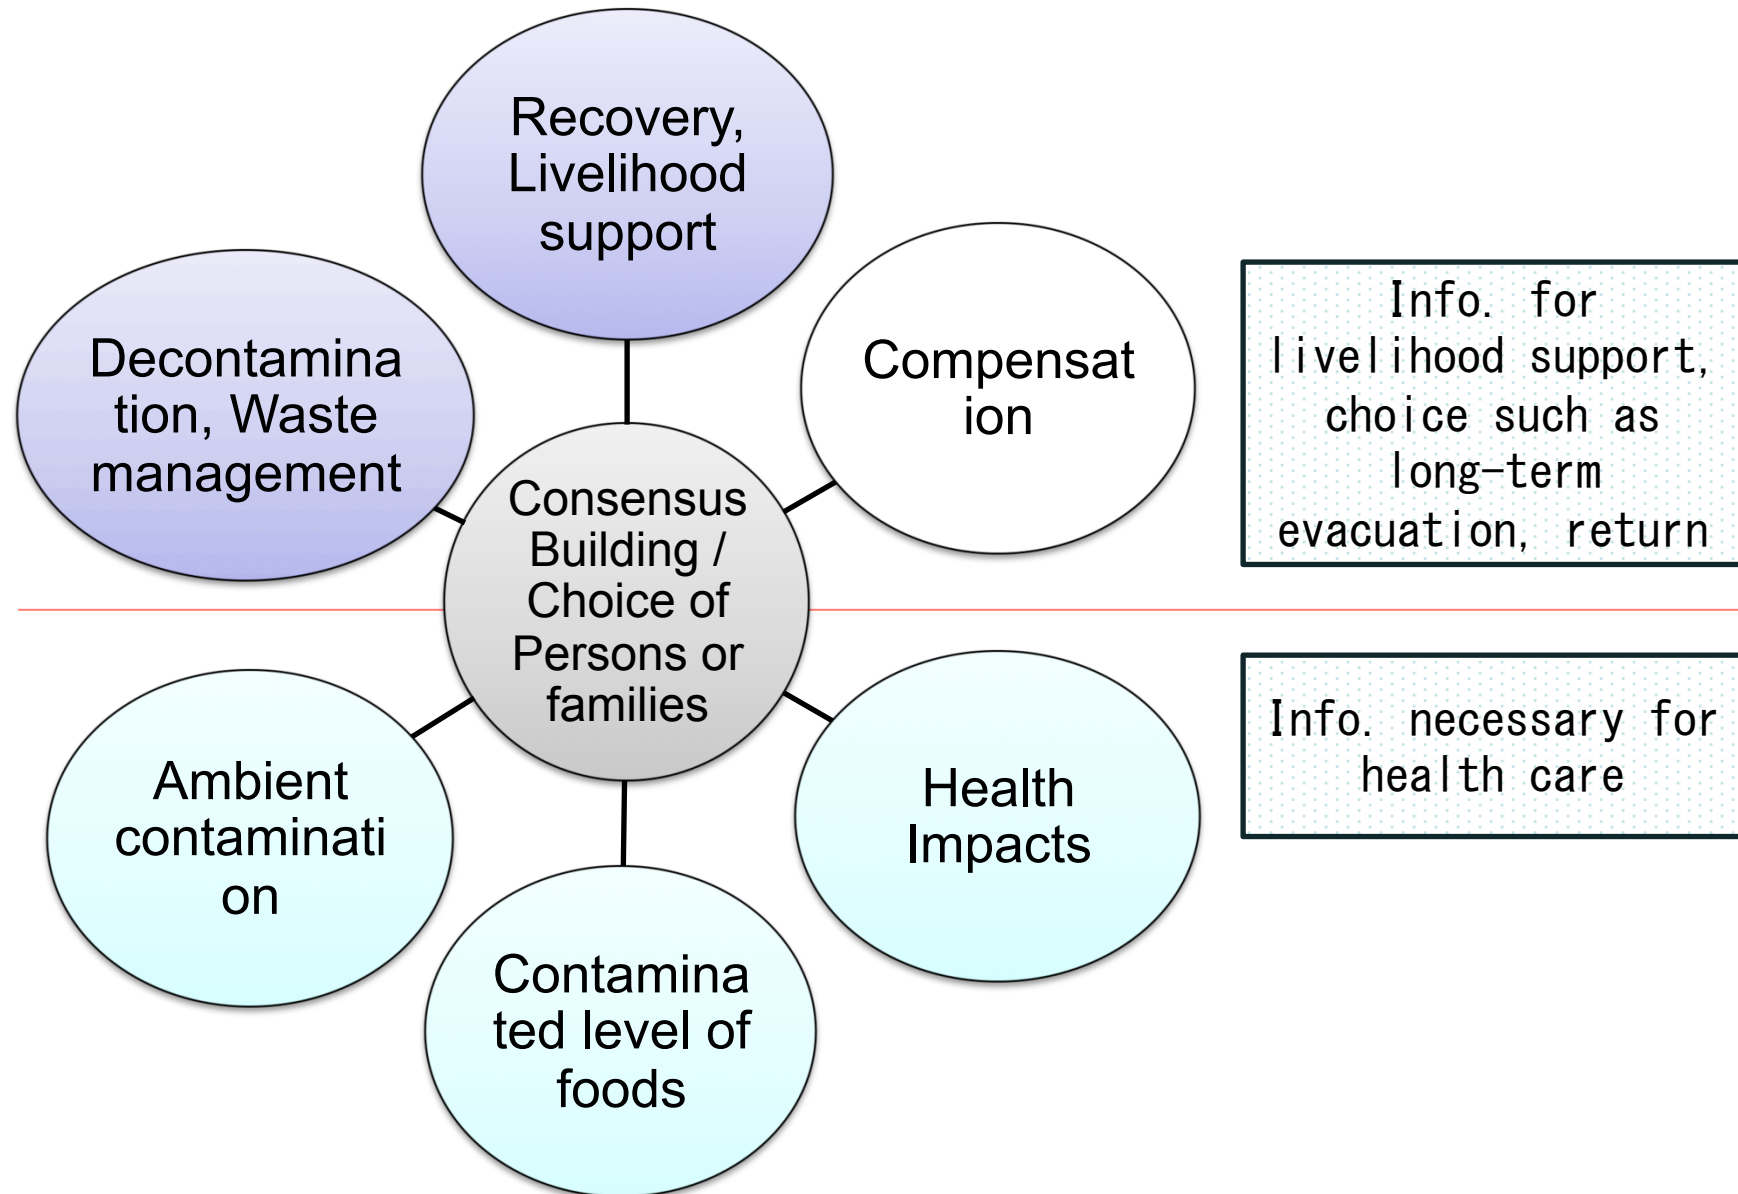 Recovery,
Livelihood
support
Decontamina
tion, Waste
management
Compensat
ion
Info. for
livelihood support,
choice such as
long-term
evacuation, return
Consensus
Building /
Choice of
Persons or
families
Ambient
contaminati
on
Contamina
ted level of
foods
Health
Impacts
Info. necessary for
health care